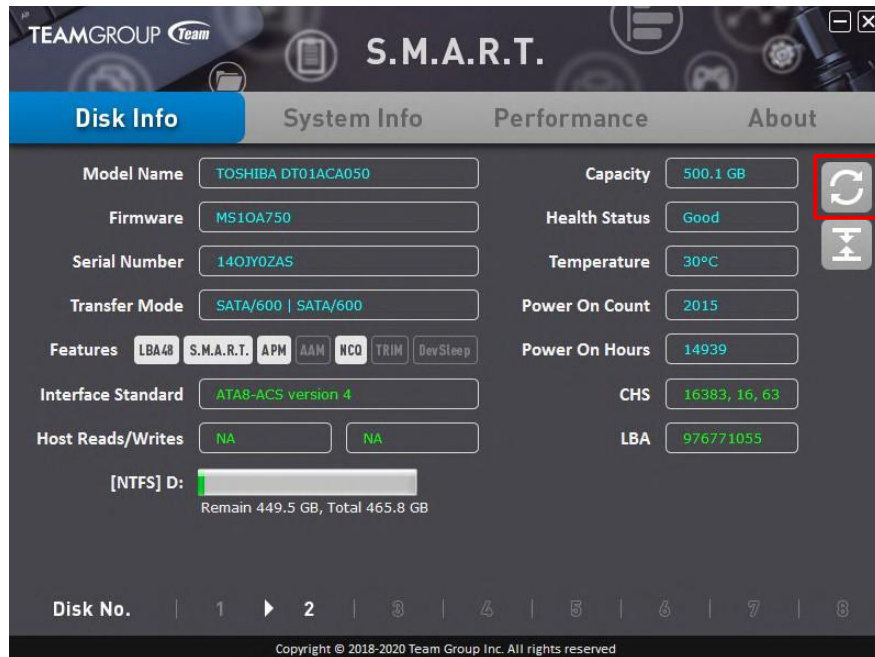 TEAMGROUP Team
S.M.A.R.T.
Disk Info System Info Performance About
Model Name TOSHIBA DT01ACA050 Capacity 500.1 GB
Firmware MS1OA750 Health Status Good
Serial Number 14OJY0ZAS Temperature 30°C
Transfer Mode SATA/600 | SATA/600 Power On Count 2015
Features LBA48 S.M.A.R.T. APM AAM NCQ TRIM DevSleep Power On Hours 14939
Interface Standard ATA8-ACS version 4 CHS 16383, 16, 63
Host Reads/Writes NA NA LBA 976771055
[NTFS] D:
Remain 449.5 GB, Total 465.8 GB
Disk No. | 1 2 | 3 | 4 | 5 | 6 | 7 | 8
Copyright © 2018-2020 Team Group Inc. All rights reserved